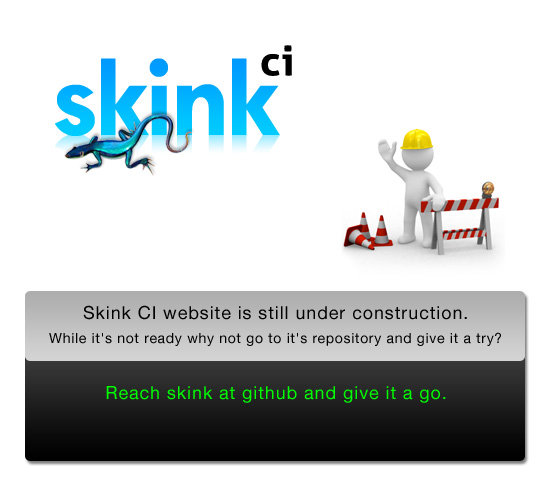 skink ci
Skink CI website is still under construction.
While it's not ready why not go to it's repository and give it a try?
Reach skink at github and give it a go.